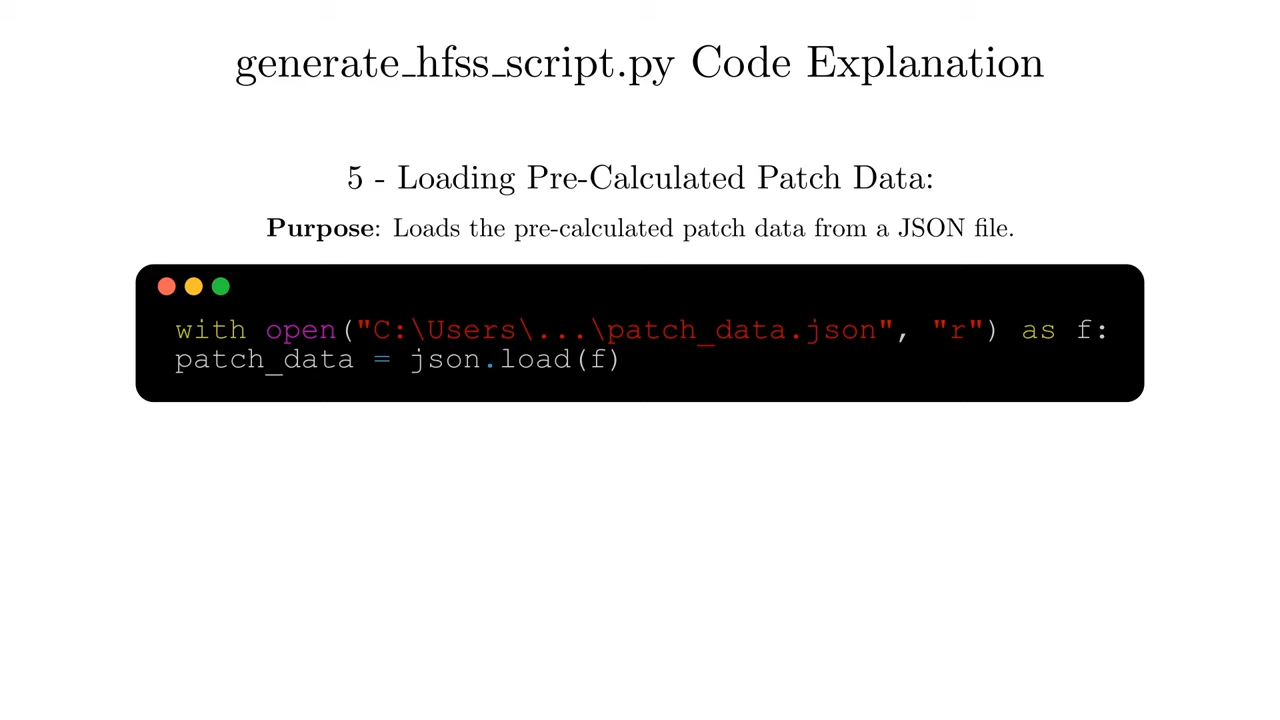 generate_hfss_script.py Code Explanation
5 - Loading Pre-Calculated Patch Data:
Purpose: Loads the pre-calculated patch data from a JSON file.
with open("C:\Users\...\patch_data.json", "r") as f:
patch_data = json.load(f)